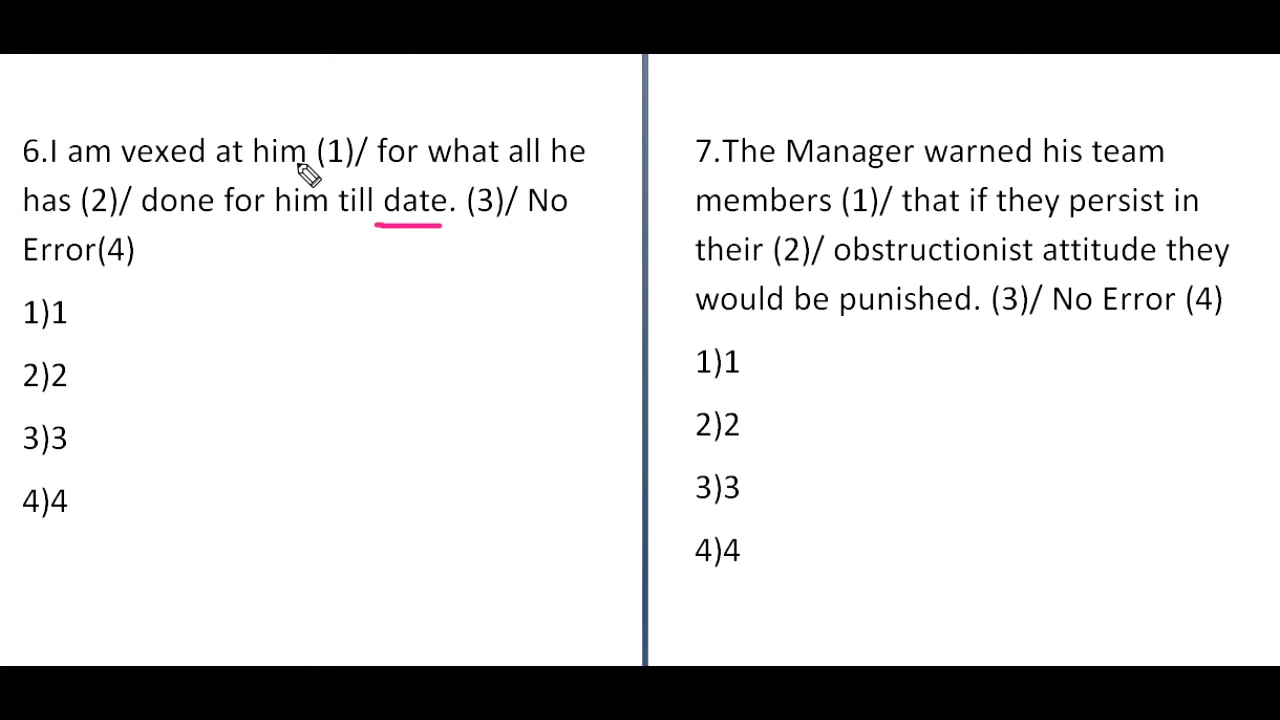 6.I am vexed at him (1)/ for what all he
has (2)/ done for him till date. (3)/ No
Error(4)
1)1
2)2
3)3
4)4
7.The Manager warned his team
members (1)/ that if they persist in
their (2)/ obstructionist attitude they
would be punished. (3)/ No Error (4)
1)1
2)2
3)3
4)4